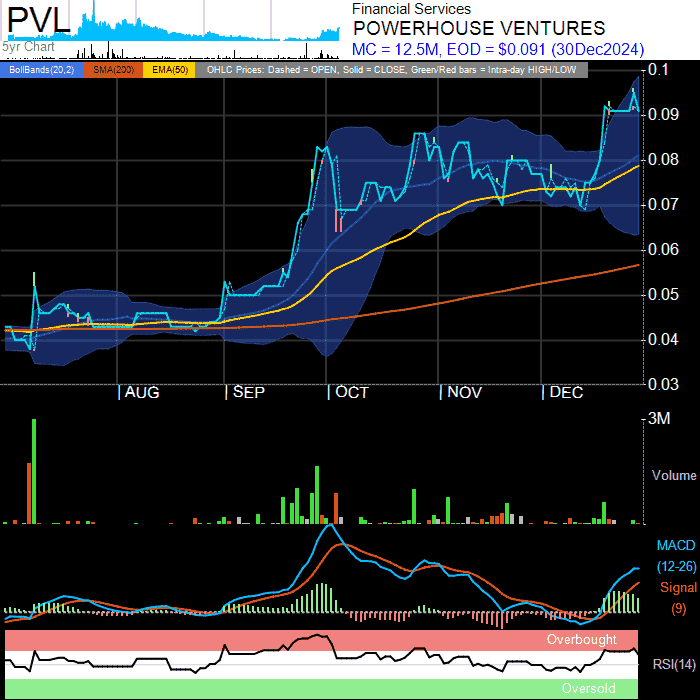 PVL
5yr Chart
Financial Services
POWERHOUSE VENTURES
MC = 12.5M, EOD = $0.091 (30Dec2024)
BollBands(20,2) SMA(200) EMA(50) OHLC Prices: Dashed = OPEN, Solid = CLOSE, Green/Red bars = Intra-day HIGH/LOW
0.1
0.09
0.08
0.07
0.06
0.05
0.04
0.03
AUG SEP OCT NOV DEC
3M
Volume
MACD
(12-26)
Signal
(9)
Overbought
RSI(14)
Oversold